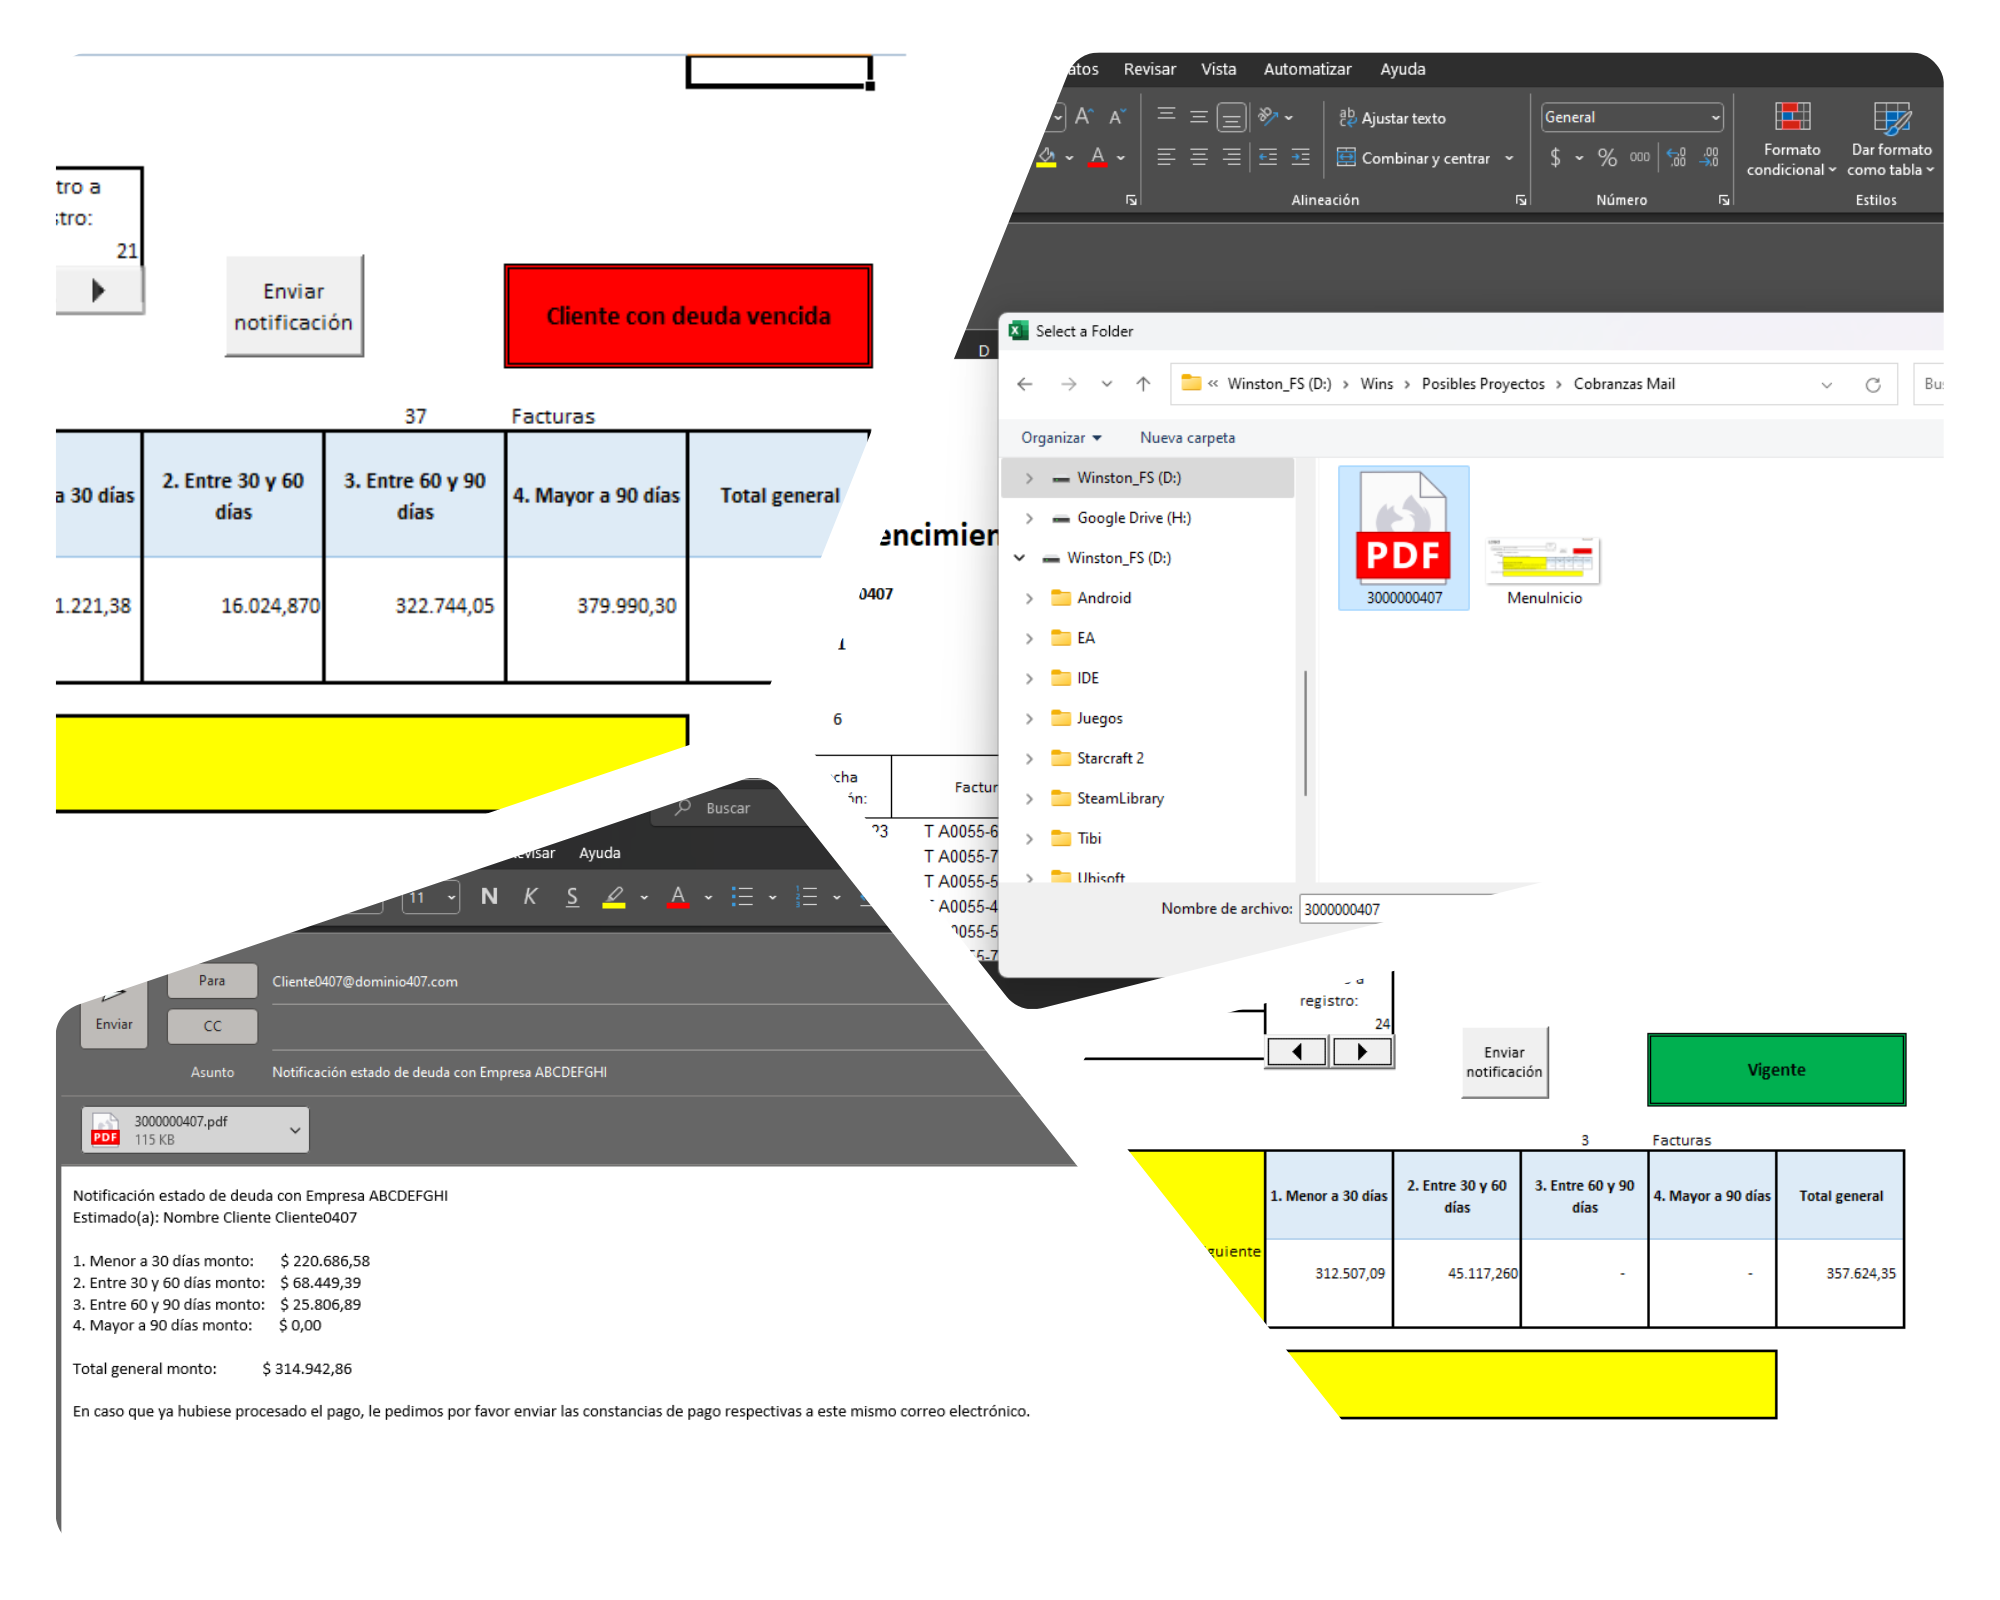 tro a
stro:
21
Enviar
notificación
Cliente con deuda vencida
37 Facturas
a 30 días
2. Entre 30 y 60
días
3. Entre 60 y 90
días
4. Mayor a 90 días
Total general
1.221,38 16.024,870 322.744,05 379.990,30
atos Revisar Vista Automatizar Ayuda
Ajustar texto
General
Combinar y centrar
$ % 000
Formato
condicional
Dar formato
como tabla
Alineación Número Estilos
D
Select a Folder
« Winston_FS (D:) > Wins > Posibles Proyectos > Cobranzas Mail
Organizar Nueva carpeta
Winston_FS (D:)
Google Drive (H:)
Winston_FS (D:)
Android
EA
IDE
Juegos
Starcraft 2
SteamLibrary
Tibi
Ubisoft
PDF
3000000407
MenuInicio
Nombre de archivo: 3000000407
encimien
0407
1
6
cha
ón:
Factur
23 T A0055-6
T A0055-7
T A0055-5
A0055-4
0055-5
Buscar
Revisar Ayuda
11 N K S A
Para Cliente0407@dominio407.com
Enviar
CC
Asunto Notificación estado de deuda con Empresa ABCDEFGHI
PDF
3000000407.pdf
115 KB
Notificación estado de deuda con Empresa ABCDEFGHI
Estimado(a): Nombre Cliente Cliente0407
1. Menor a 30 días monto: $ 220.686,58
2. Entre 30 y 60 días monto: $ 68.449,39
3. Entre 60 y 90 días monto: $ 25.806,89
4. Mayor a 90 días monto: $ 0,00
Total general monto: $ 314.942,86
En caso que ya hubiese procesado el pago, le pedimos por favor enviar las constancias de pago respectivas a este mismo correo electrónico.
registro:
24
Enviar
notificación
Vigente
3 Facturas
guiente
1. Menor a 30 días
2. Entre 30 y 60
días
3. Entre 60 y 90
días
4. Mayor a 90 días
Total general
312.507,09 45.117,260 - - 357.624,35